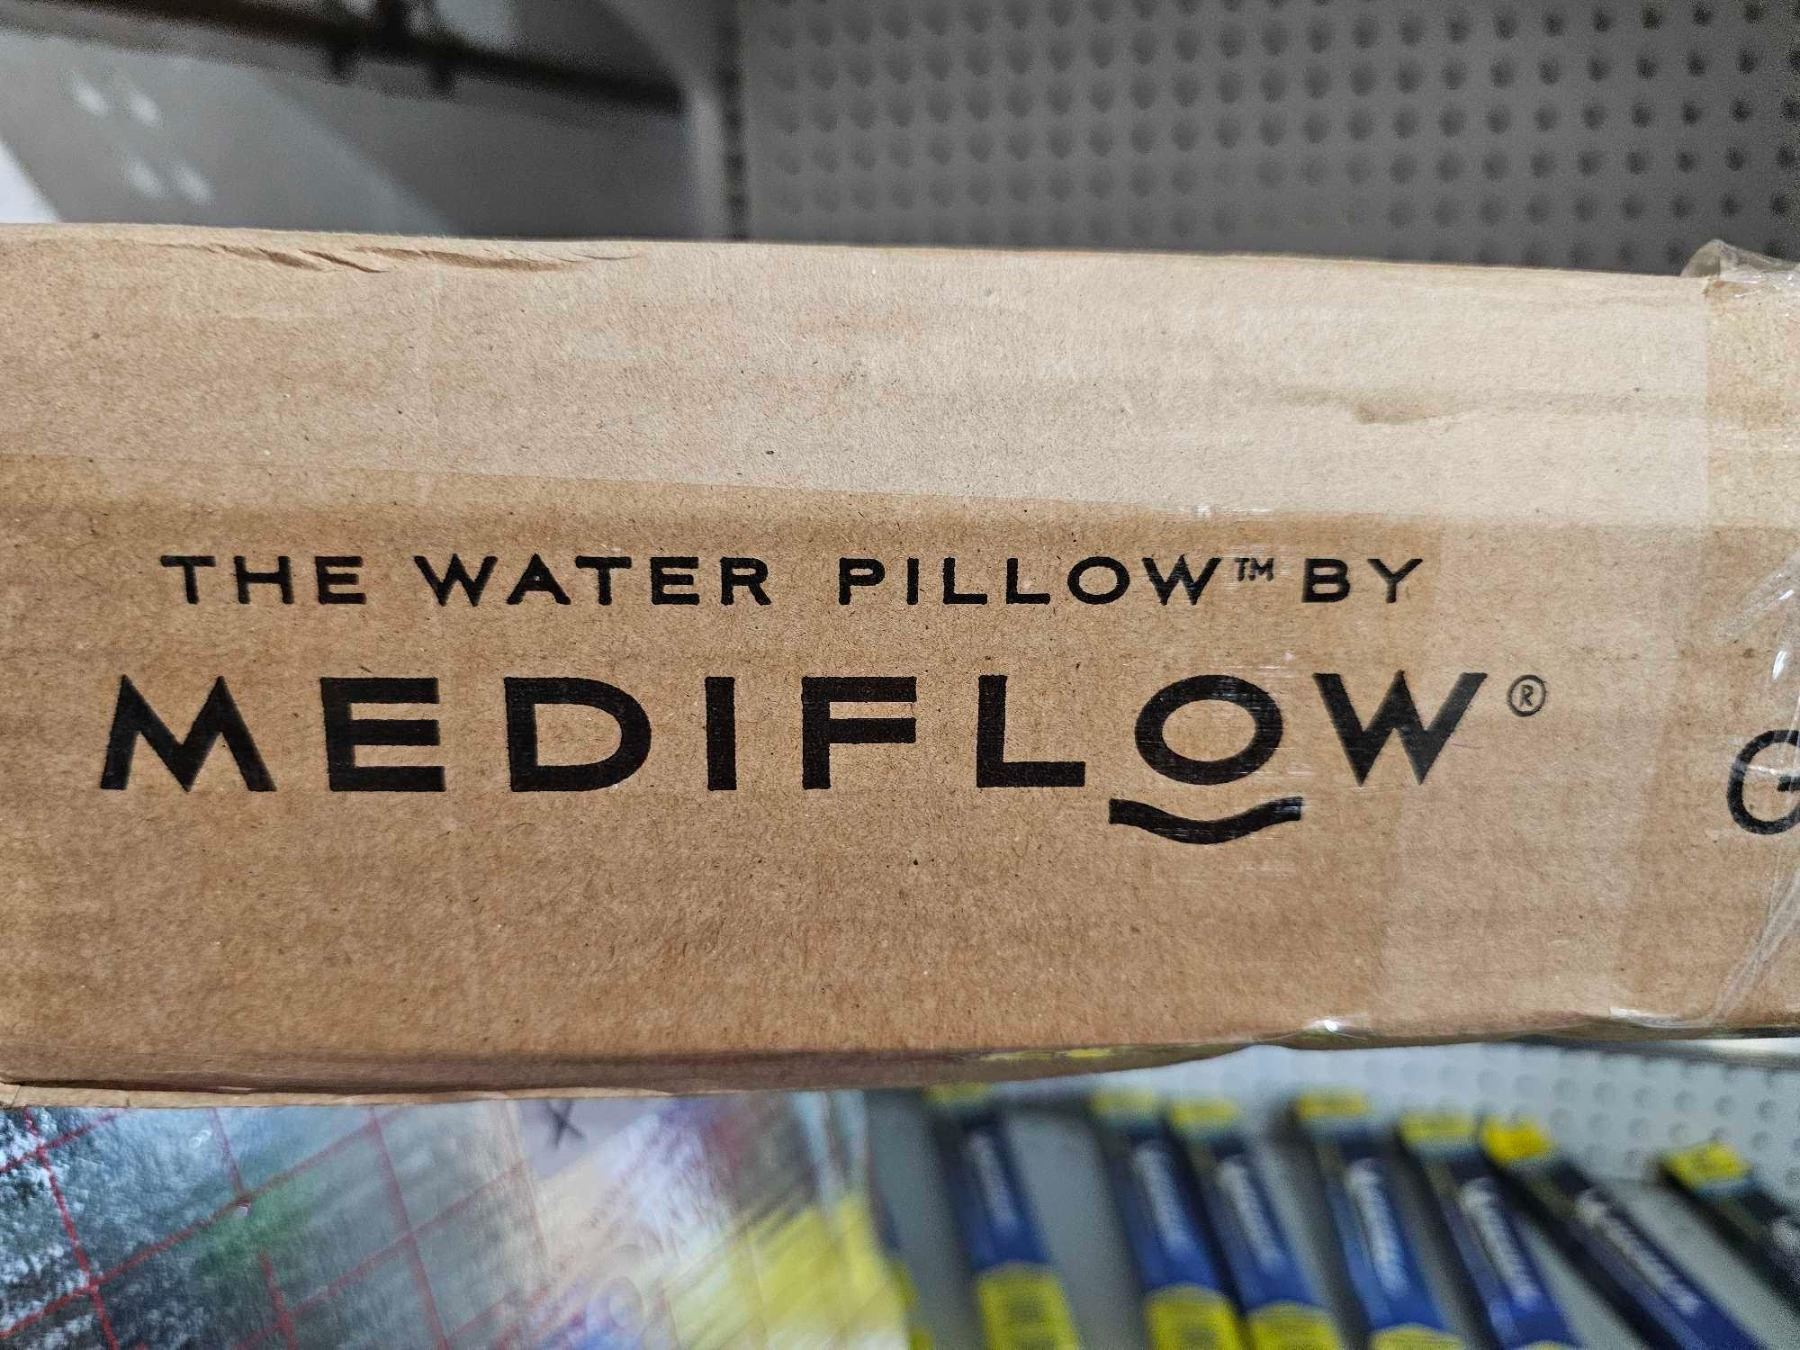 THE WATER PILLOW™ BY
MEDIFLOW®
G